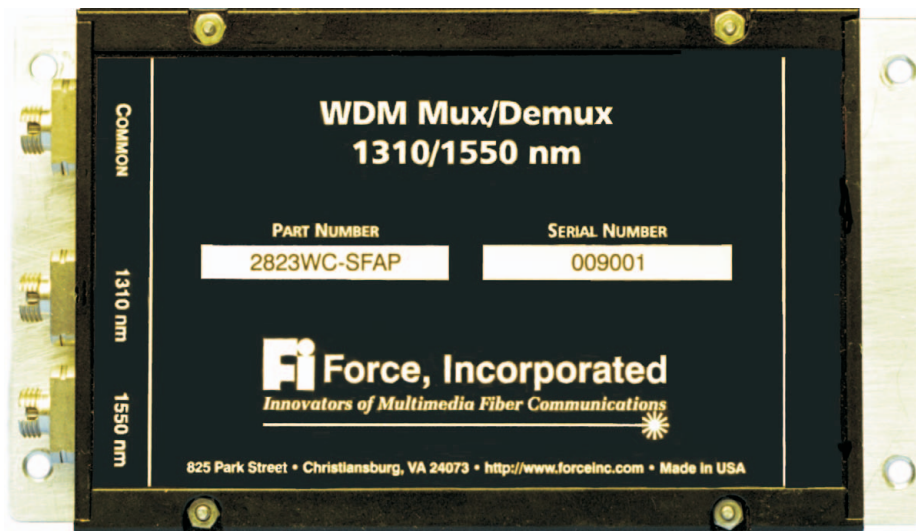 WDM Mux/Demux
1310/1550 nm
COMMON
1310 nm
1550 nm
PART NUMBER
2823WC-SFAP
SERIAL NUMBER
009001
Fi Force, Incorporated
Innovators of Multimedia Fiber Communications
825 Park Street • Christiansburg, VA 24073 • http://www.forceinc.com • Made in USA